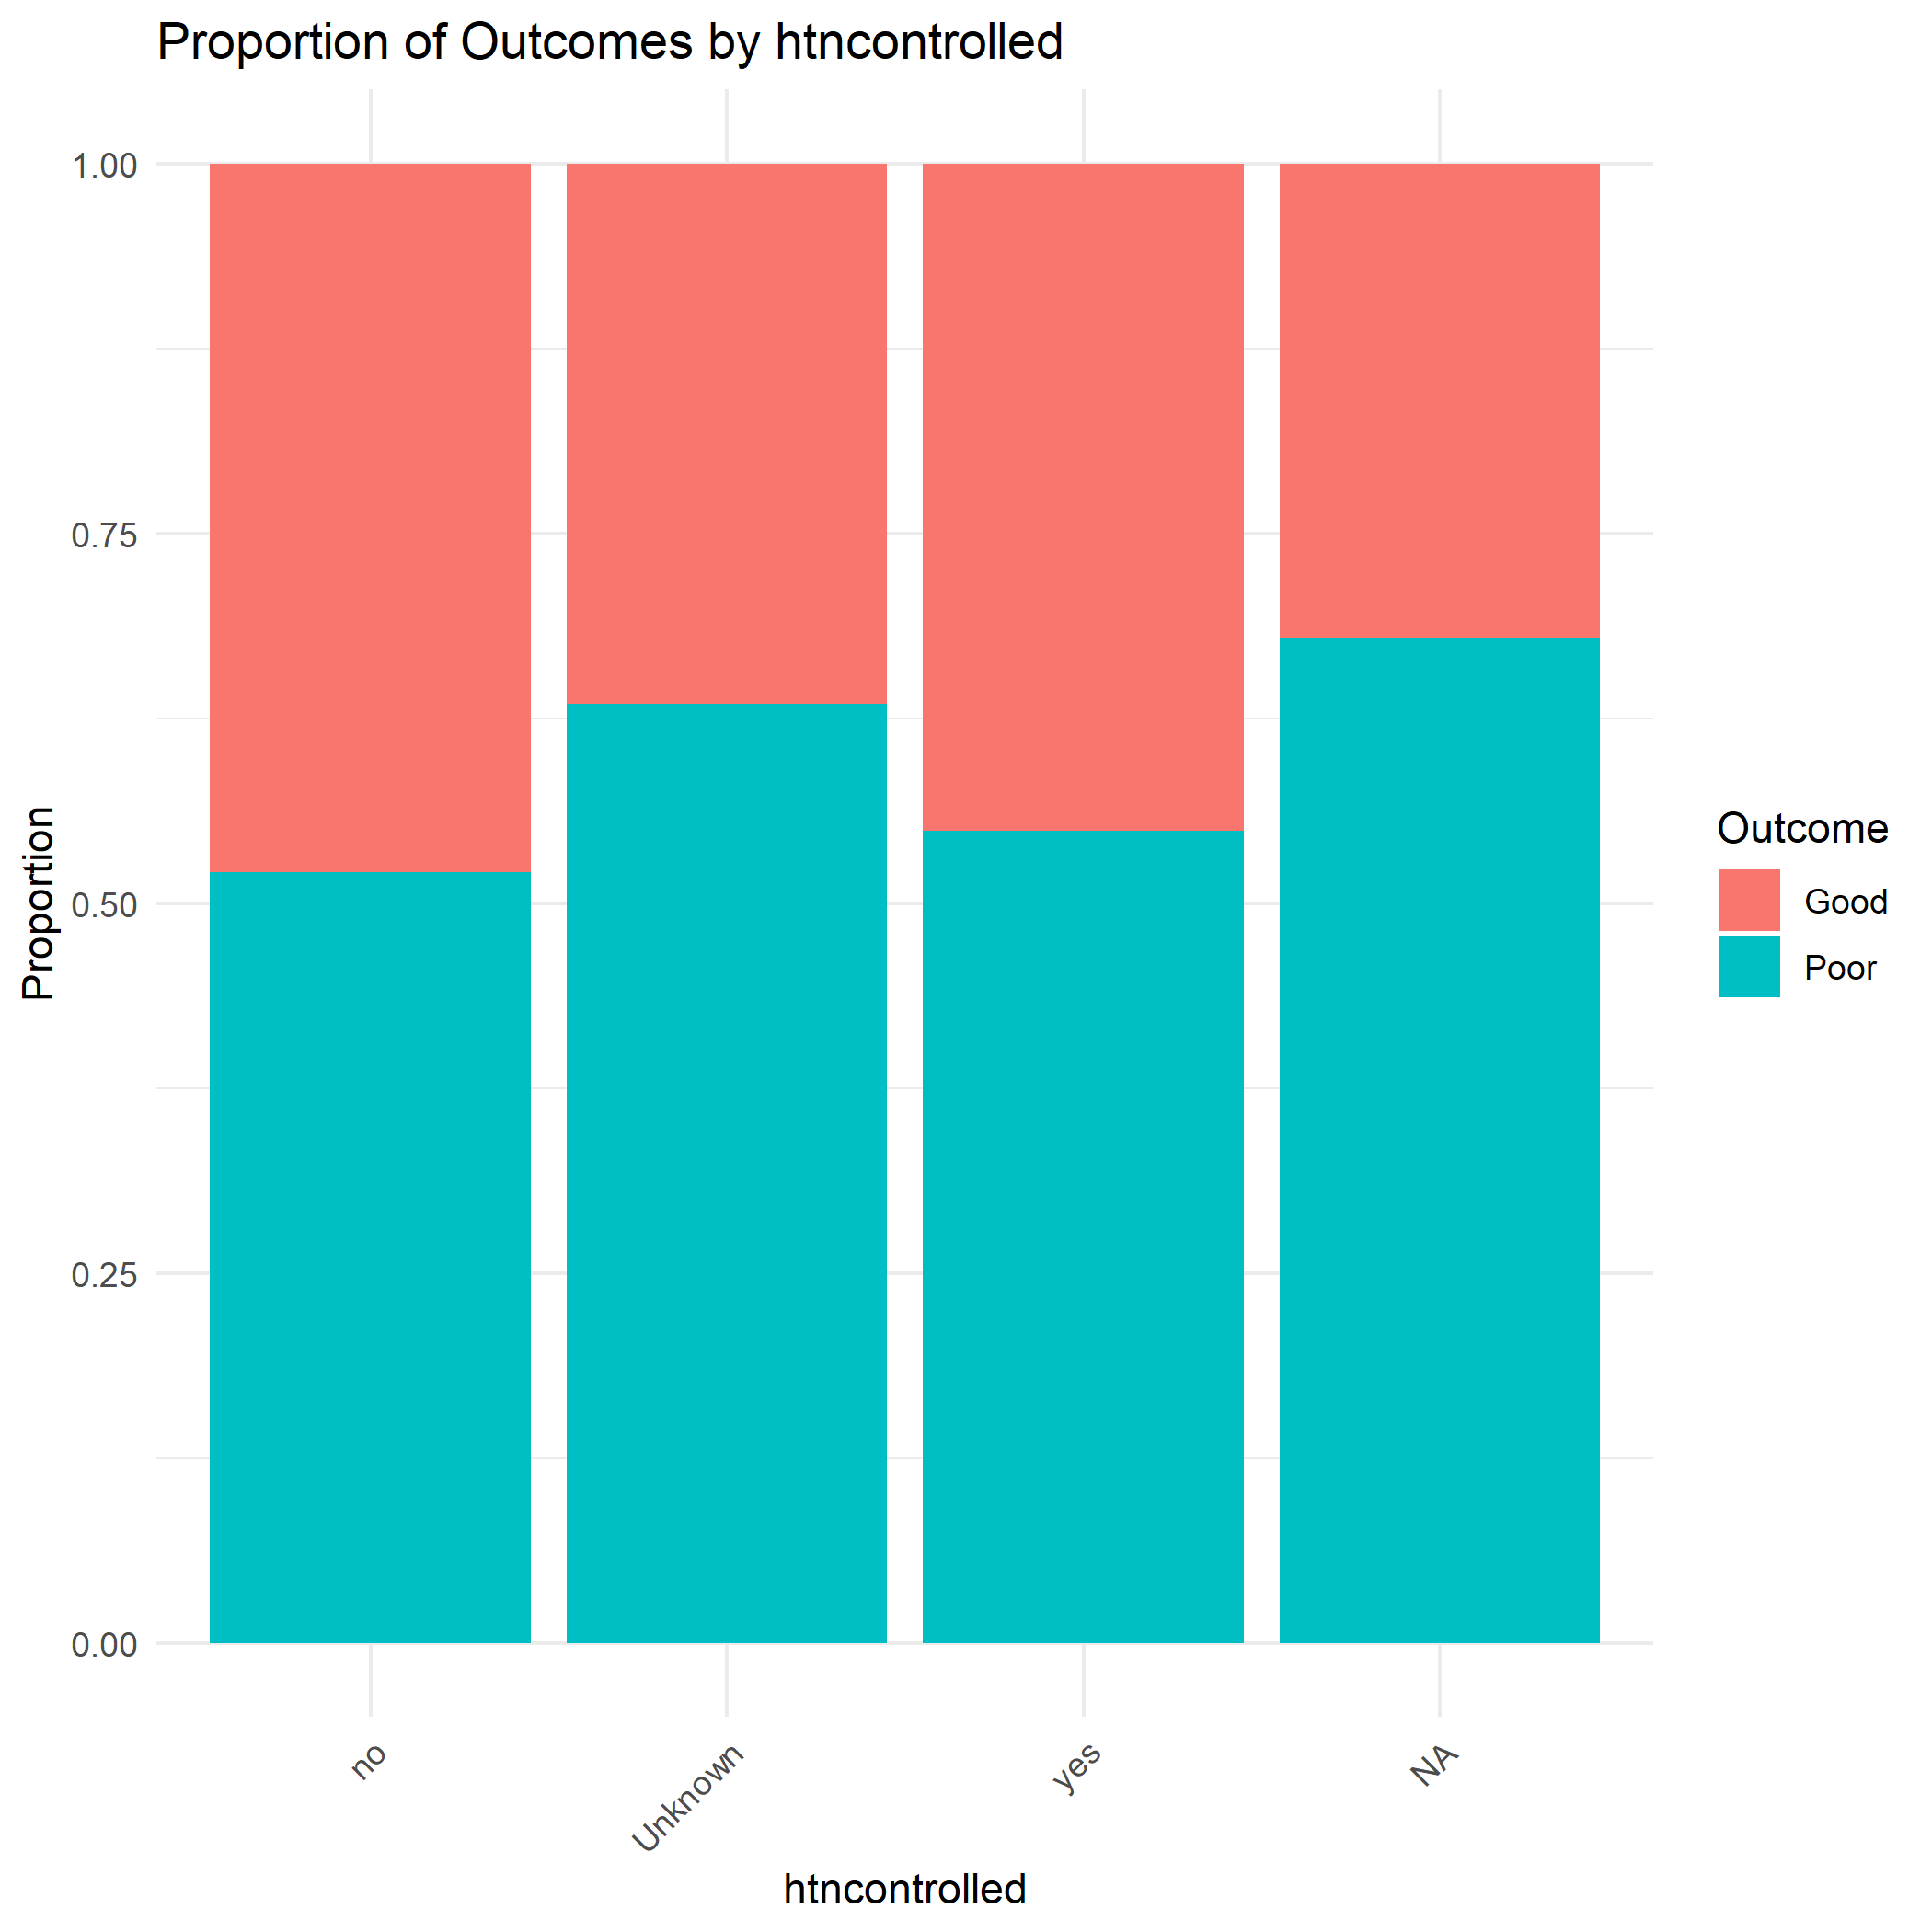 Proportion of Outcomes by htncontrolled
1.00
0.75
0.50
0.25
0.00
Proportion
no
Unknown
yes
NA
htncontrolled
Outcome
Good
Poor